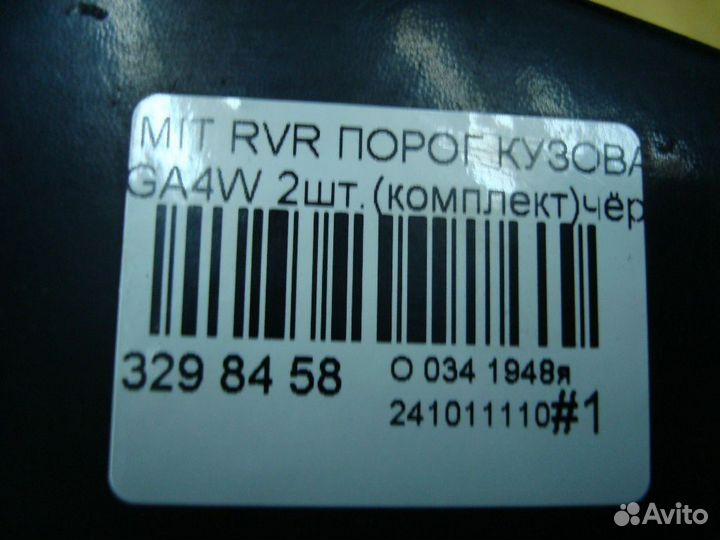 MIT RVR ПОРОГ КУЗОВА
GA4W 2шт.(комплект)чёр
329 84 58
O 034 1948я
241011110#1
Avito